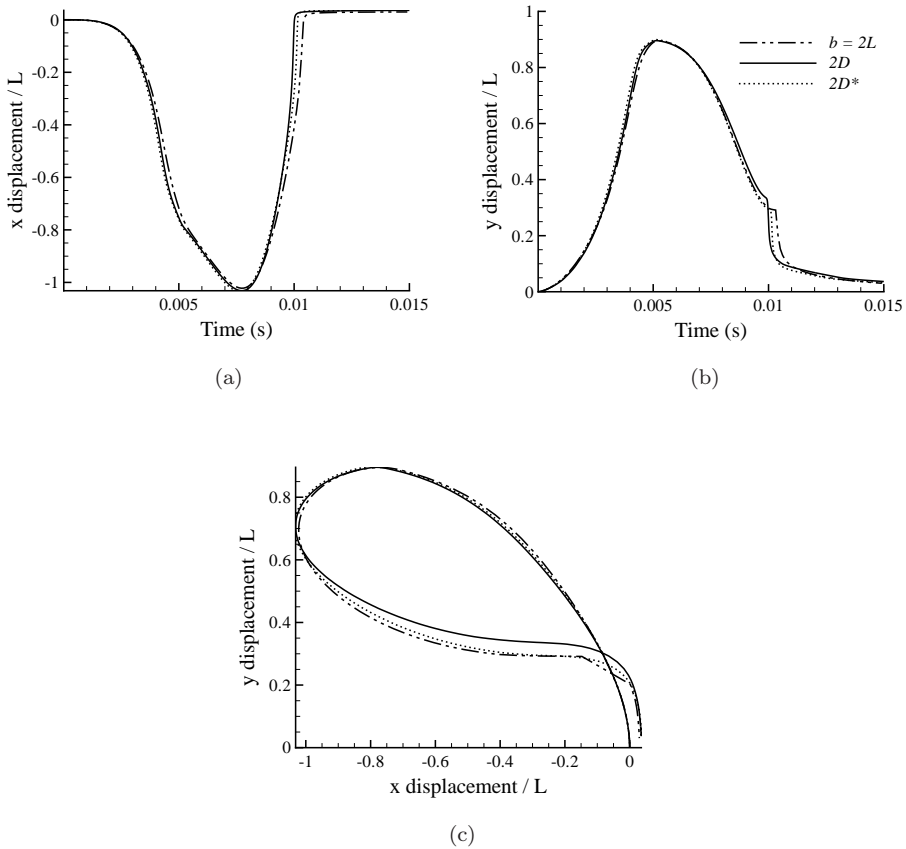 0
-0.2
-0.4
-0.6
-0.8
-1
x displacement / L
0.005
0.01
0.015
Time (s)
(a)
1
0.8
0.6
0.4
0.2
0
y displacement / L
b = 2L
2D
2D*
0.005
0.01
0.015
Time (s)
(b)
0.8
0.6
0.4
0.2
0
y displacement / L
-1
-0.8
-0.6
-0.4
-0.2
0
x displacement / L
(c)